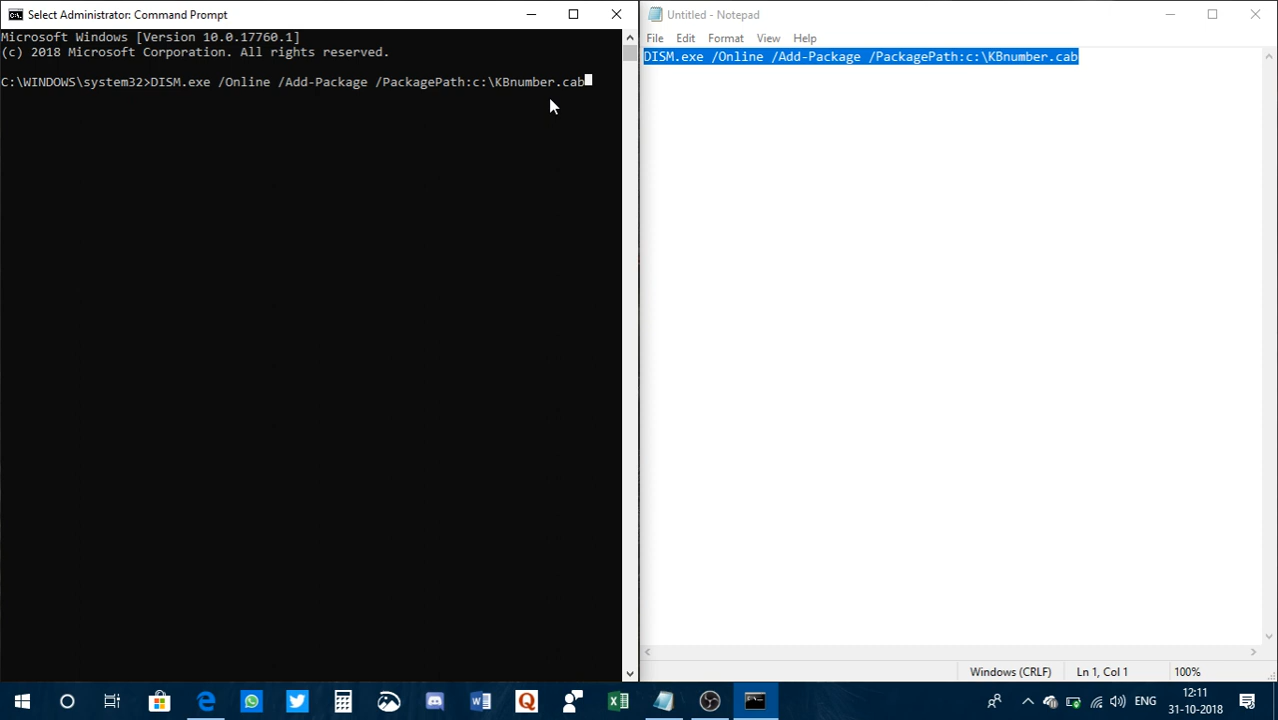 Select Administrator: Command Prompt
Microsoft Windows [Version 10.0.17760.1]
(c) 2018 Microsoft Corporation. All rights reserved.
C:\WINDOWS\system32>DISM.exe /Online /Add-Package /PackagePath:c:\KBnumber.cab
Untitled - Notepad
File Edit Format View Help
DISM.exe /Online /Add-Package /PackagePath:c:\KBnumber.cab
Windows (CRLF) Ln 1, Col 1 100%
ENG
12:11
31-10-2018